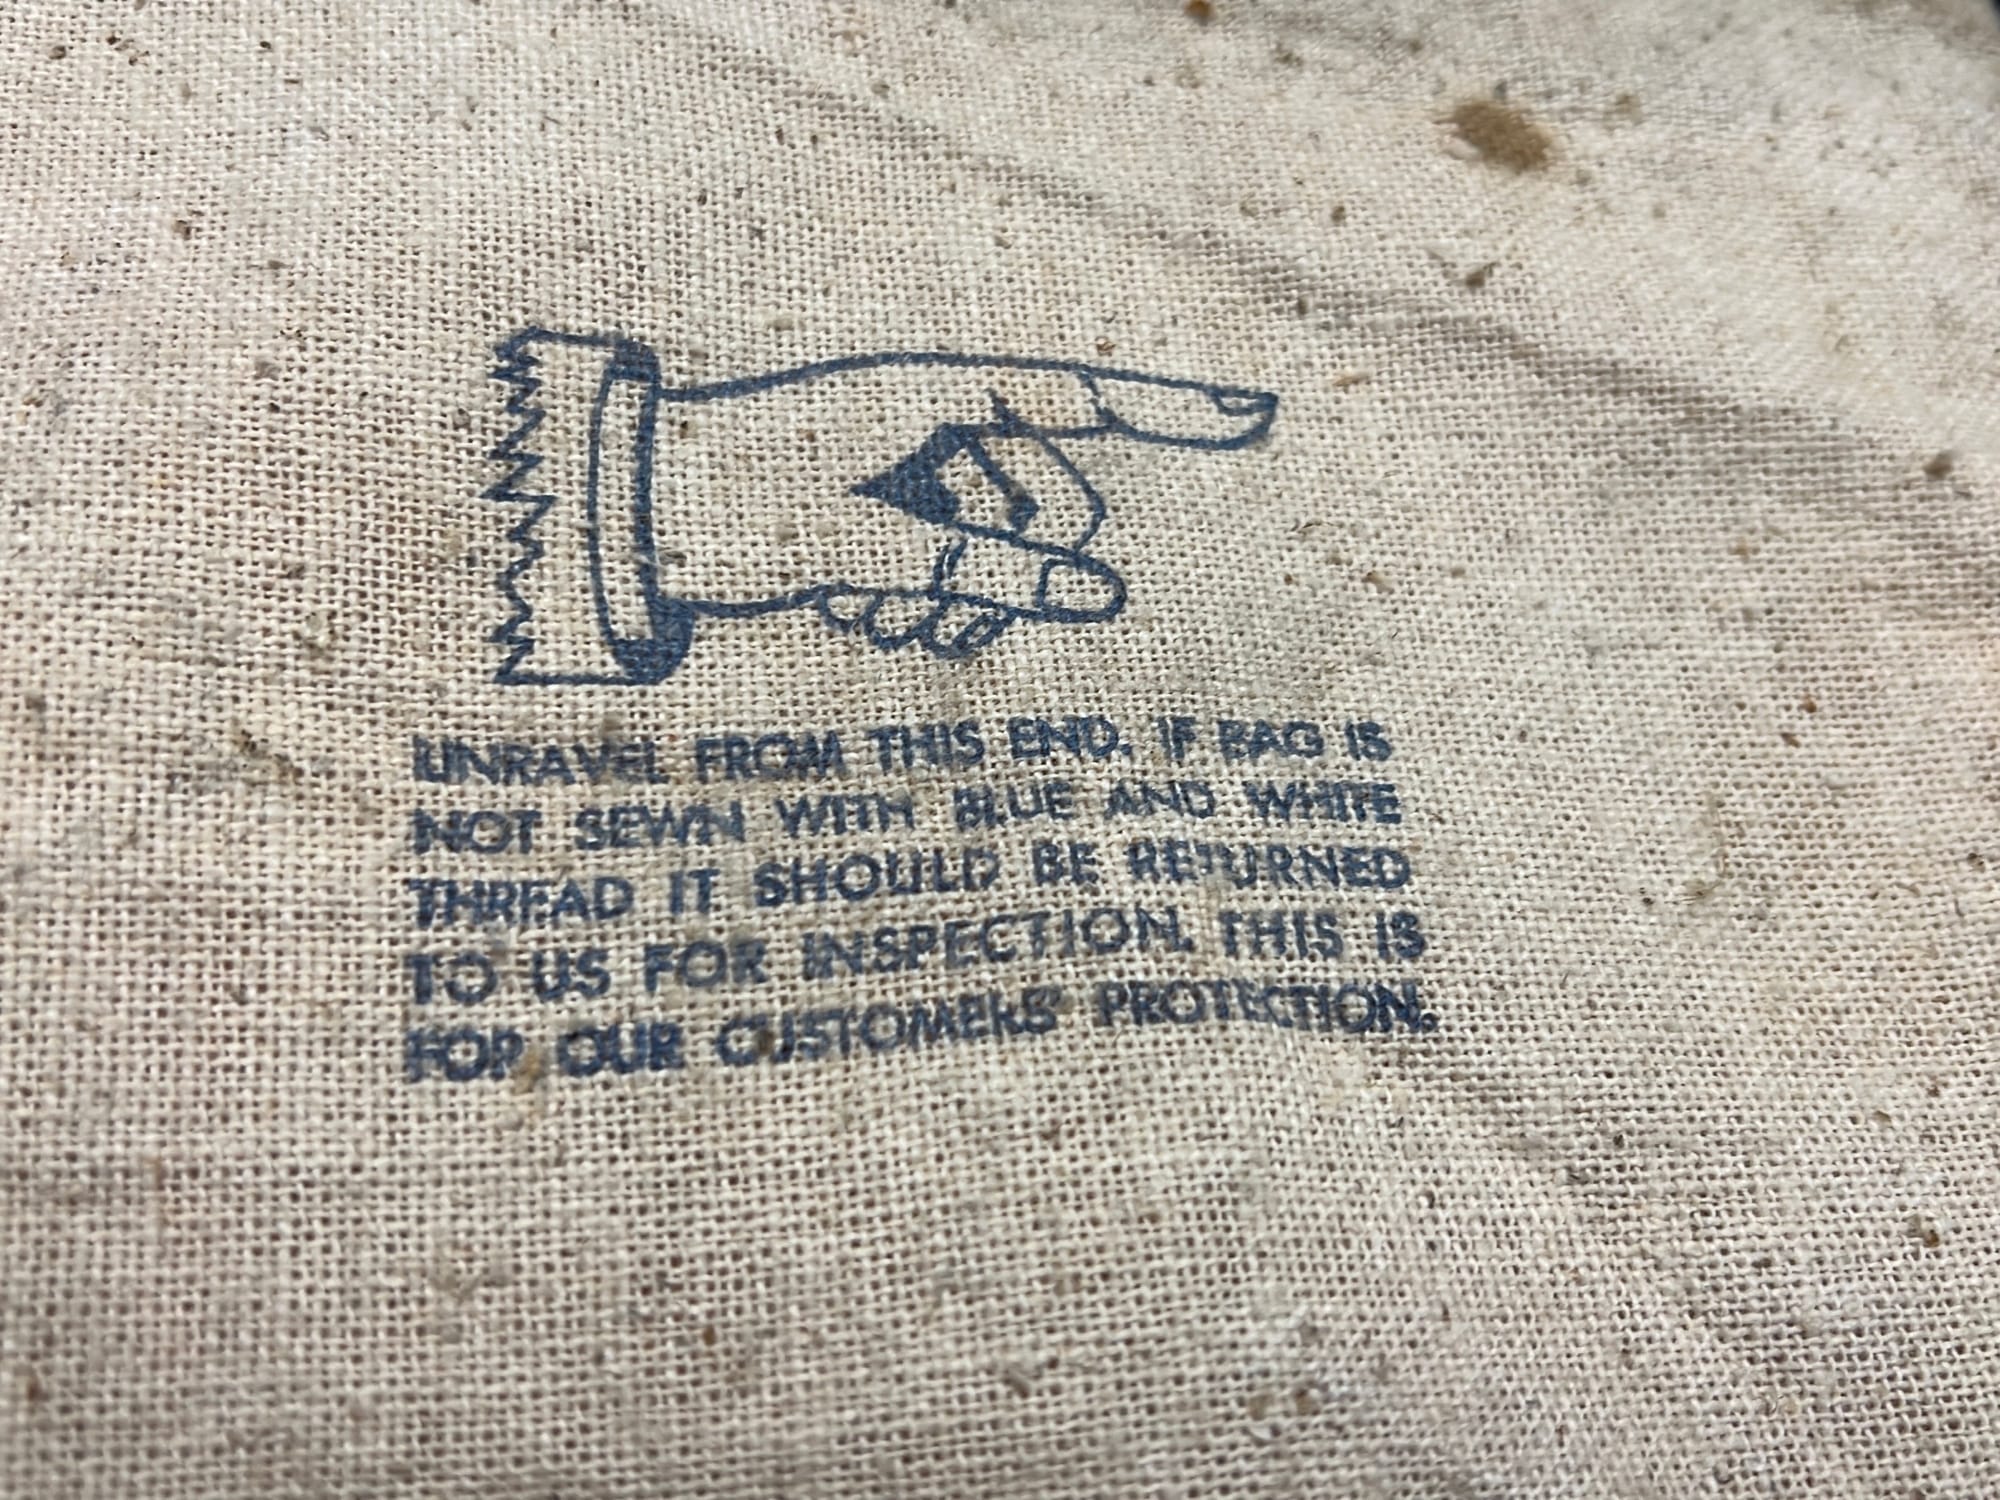 UNRAVEL FROM THIS END. IF BAG IS
NOT SEWN WITH BLUE AND WHITE
THREAD IT SHOULD BE RETURNED
TO US FOR INSPECTION. THIS IS
FOR OUR CUSTOMERS' PROTECTION.